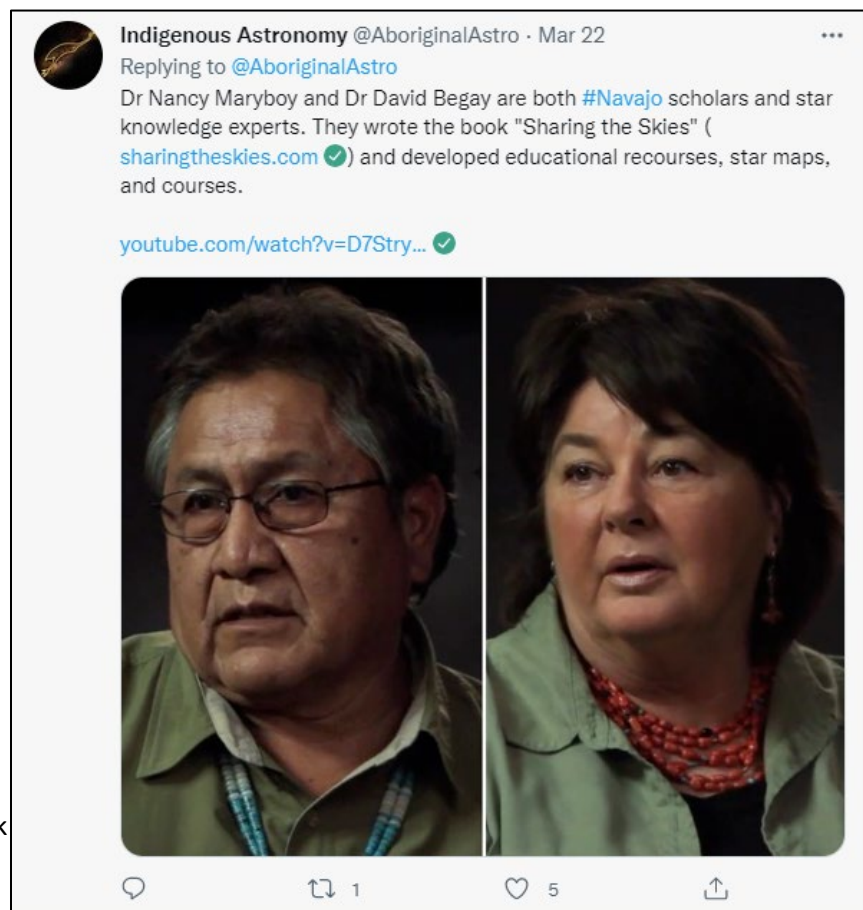 Indigenous Astronomy @AboriginalAstro · Mar 22
Replying to @AboriginalAstro
Dr Nancy Maryboy and Dr David Begay are both #Navajo scholars and star
knowledge experts. They wrote the book "Sharing the Skies" (
sharingtheskies.com ) and developed educational recourses, star maps,
and courses.
youtube.com/watch?v=D7Stry...
k
1
5